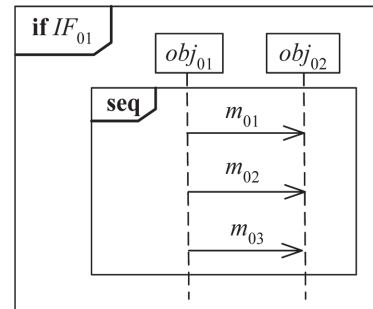 if IF₀₁
obj₀₁ obj₀₂
seq
m₀₁
m₀₂
m₀₃